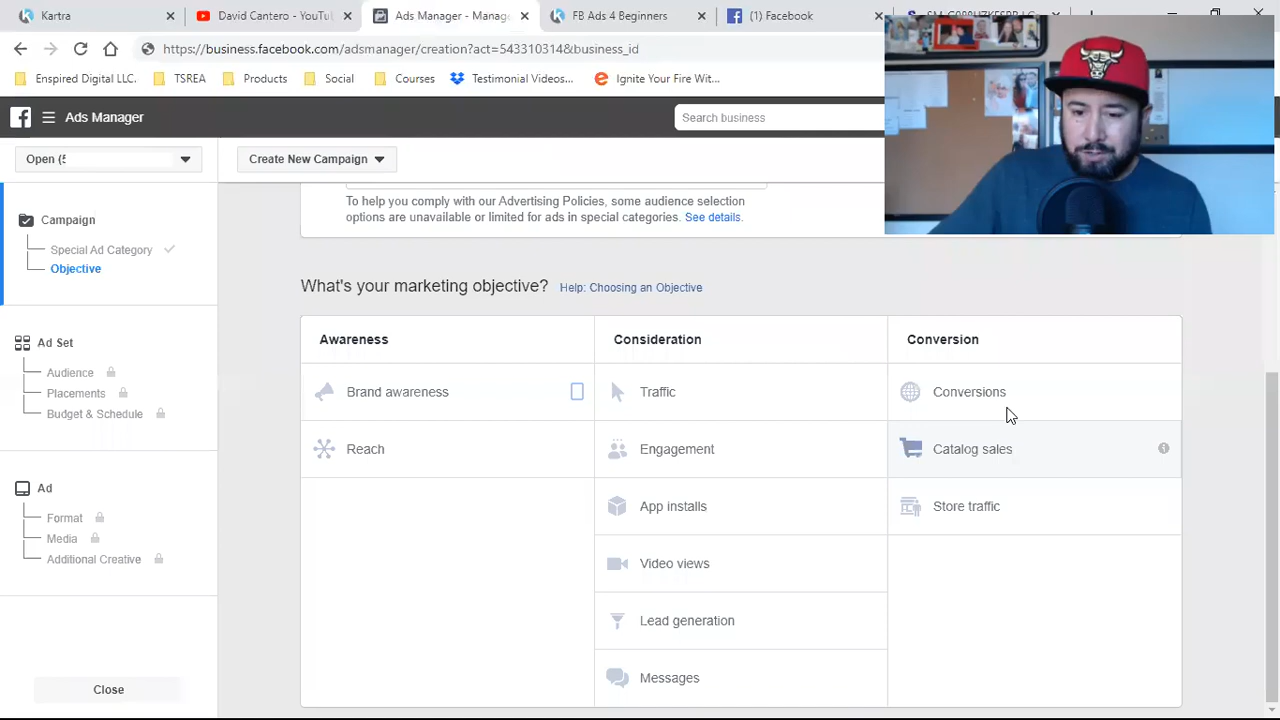 Kartra
David
Ads Manager - Manag
FB Ads 4 Beginners
(1) Facebook
https://business.facebook.com/adsmanager/creation?act=543310314&business_id
Enspired Digital LLC.
TSREA
Products
Social
Courses
Testimonial Videos...
Ignite Your Fire Wit...
Ads Manager
Search business
Open (5
Create New Campaign
To help you comply with our Advertising Policies, some audience selection
options are unavailable or limited for ads in special categories. See details.
Campaign
Special Ad Category
Objective
Ad Set
Audience
Placements
Budget & Schedule
Ad
Format
Media
Additional Creative
Close
What's your marketing objective? Help: Choosing an Objective
Awareness
Brand awareness
Reach
Consideration
Traffic
Engagement
App installs
Video views
Lead generation
Messages
Conversion
Conversions
Catalog sales
Store traffic